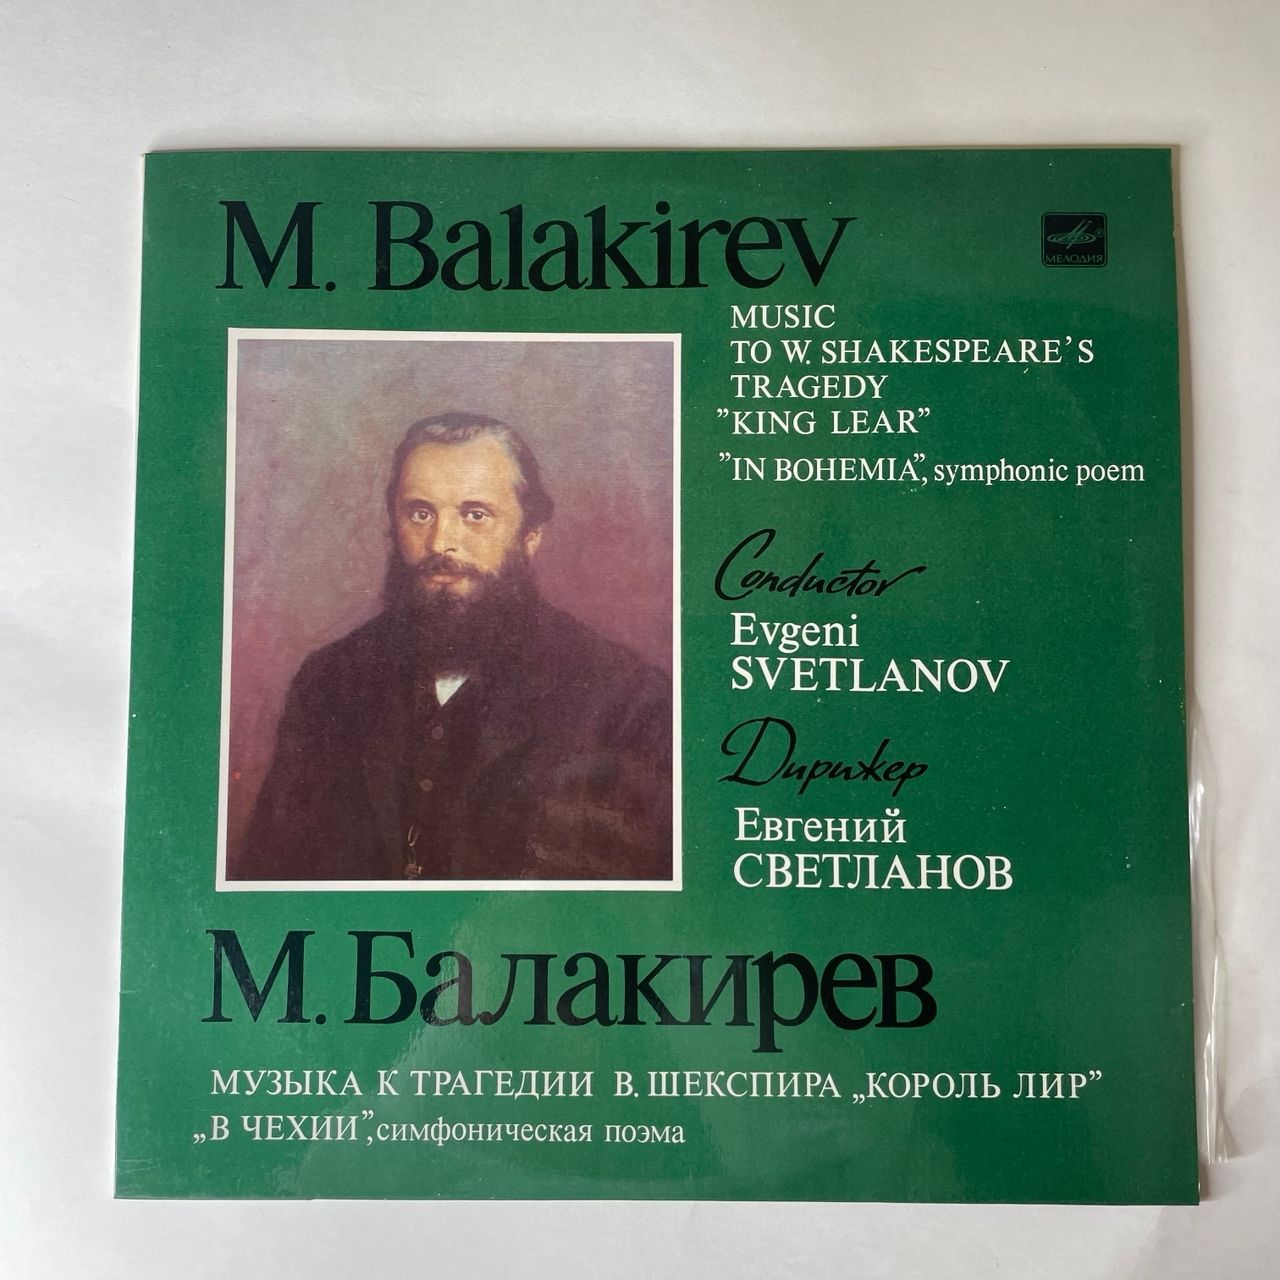 M. Balakirev
МЕЛОДИЯ
MUSIC
TO W. SHAKESPEARE'S
TRAGEDY
”KING LEAR”
”IN BOHEMIA”, symphonic poem
Conductor
Evgeni
SVETLANOV
Дирижер
Евгений
СВЕТЛАНОВ
М. Балакирев
МУЗЫКА К ТРАГЕДИИ В. ШЕКСПИРА „КОРОЛЬ ЛИР”
„В ЧЕХИИ”, симфоническая поэма